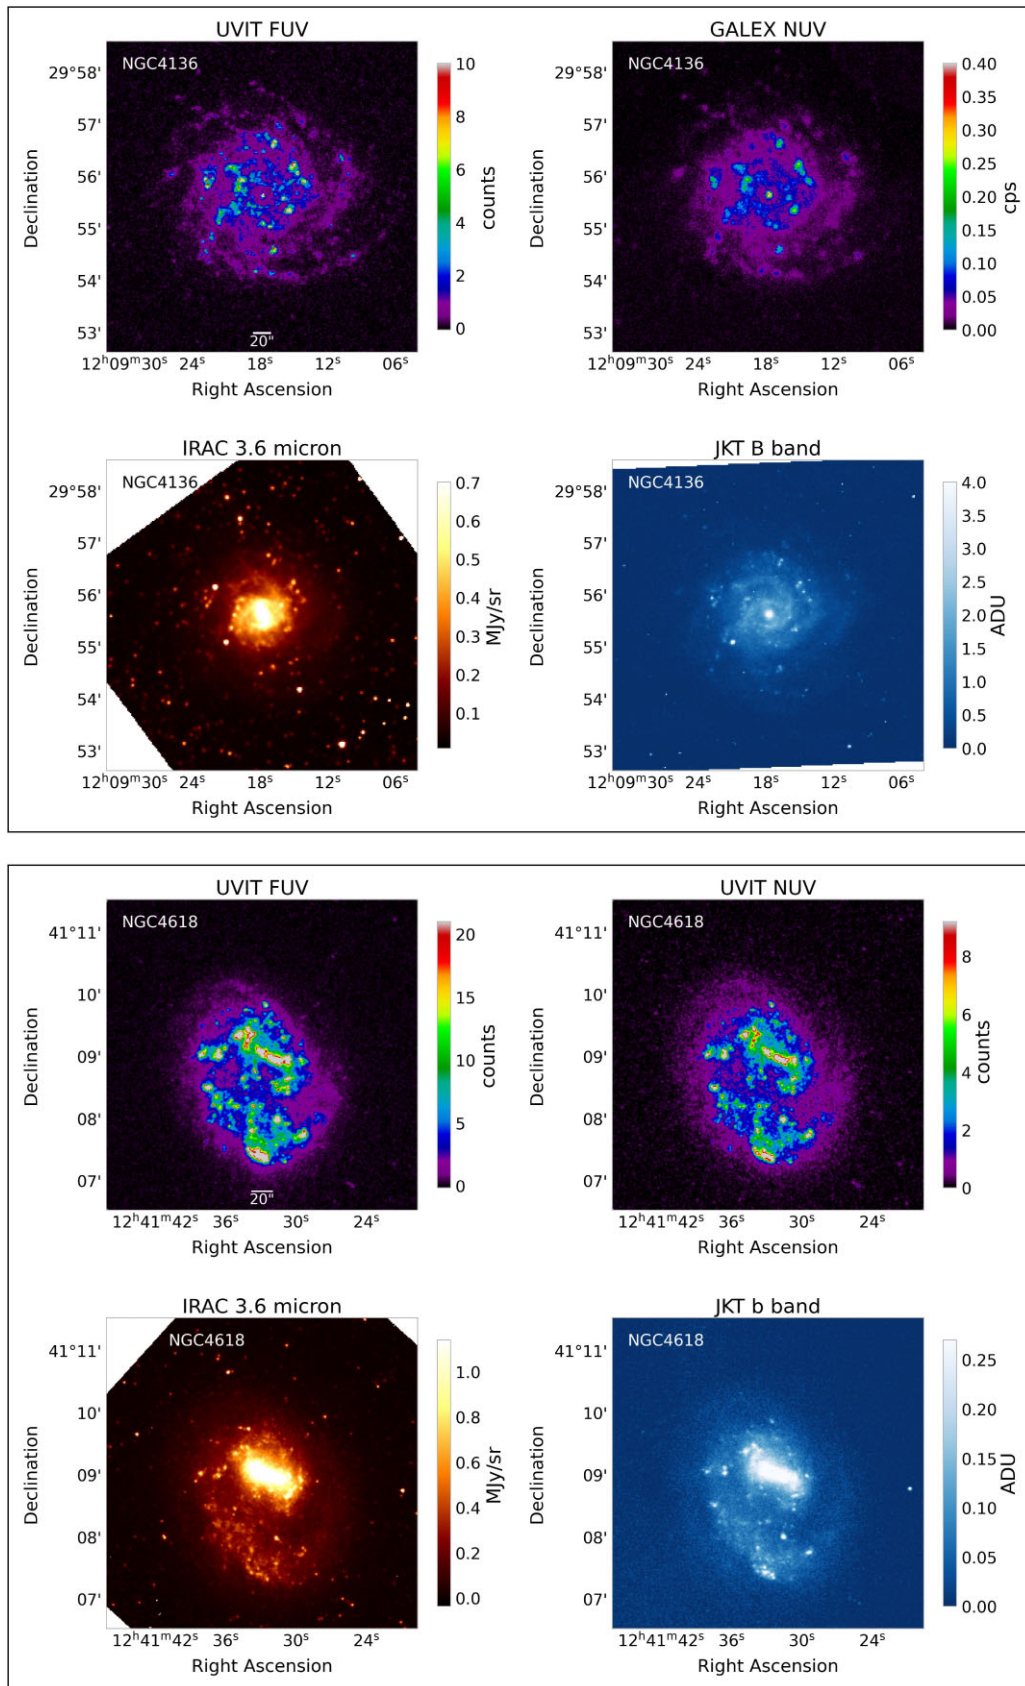 UVIT FUV
NGC4136
29°58'
57'
56'
55'
54'
53'
Declination
20"
12ʰ09ᵐ30ˢ 24ˢ 18ˢ 12ˢ 06ˢ
Right Ascension
10
8
6
4
2
0
counts
GALEX NUV
NGC4136
Declination
12ʰ09ᵐ30ˢ 24ˢ 18ˢ 12ˢ 06ˢ
Right Ascension
0.40
0.35
0.30
0.25
0.20
0.15
0.10
0.05
0.00
cps
IRAC 3.6 micron
NGC4136
29°58'
57'
56'
55'
54'
53'
Declination
12ʰ09ᵐ30ˢ 24ˢ 18ˢ 12ˢ 06ˢ
Right Ascension
0.7
0.6
0.5
0.4
0.3
0.2
0.1
MJy/sr
JKT B band
NGC4136
29°58'
57'
56'
55'
54'
53'
Declination
12ʰ09ᵐ30ˢ 24ˢ 18ˢ 12ˢ 06ˢ
Right Ascension
4.0
3.5
3.0
2.5
2.0
1.5
1.0
0.5
0.0
ADU
UVIT FUV
NGC4618
41°11'
10'
09'
08'
07'
Declination
20"
12ʰ41ᵐ42ˢ 36ˢ 30ˢ 24ˢ
Right Ascension
20
15
10
5
0
counts
UVIT NUV
NGC4618
41°11'
10'
09'
08'
07'
Declination
12ʰ41ᵐ42ˢ 36ˢ 30ˢ 24ˢ
Right Ascension
8
6
4
2
0
counts
IRAC 3.6 micron
NGC4618
41°11'
10'
09'
08'
07'
Declination
12ʰ41ᵐ42ˢ 36ˢ 30ˢ 24ˢ
Right Ascension
1.0
0.8
0.6
0.4
0.2
0.0
MJy/sr
JKT b band
NGC4618
41°11'
10'
09'
08'
07'
Declination
12ʰ41ᵐ42ˢ 36ˢ 30ˢ 24ˢ
Right Ascension
0.25
0.20
0.15
0.10
0.05
0.00
ADU